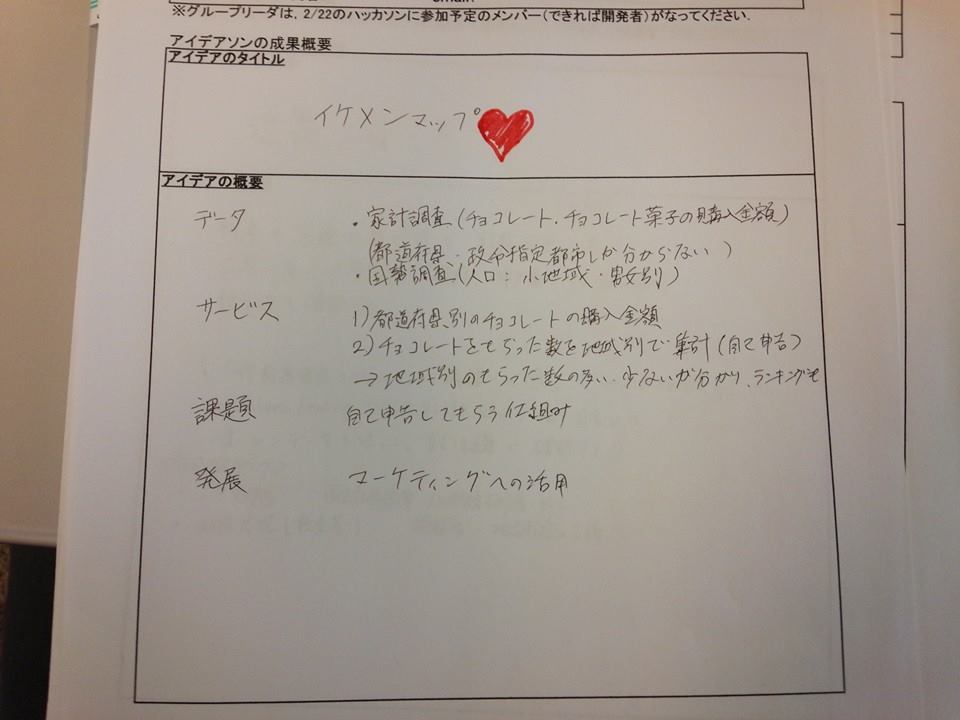 ※グループリーダは、2/22のハッカソンに参加予定のメンバー(できれば開発者)がなってください.
アイデアソンの成果概要
アイデアのタイトル
イケメンマップ
アイデアの概要
データ ・家計調査(チョコレート・チョコレート菓子の購入金額)
(都道府県・政令指定都市しか分からない)
・国勢調査(人口:小地域・男女別)
サービス 1)都道府県別のチョコレートの購入金額
2)チョコレートをもらった数を地域別で集計(自己申告)
→地域別のもらった数の多い・少ないが分かり、ランキングも
課題 自己申告してもらう仕組み
発展 マーケティングへの活用